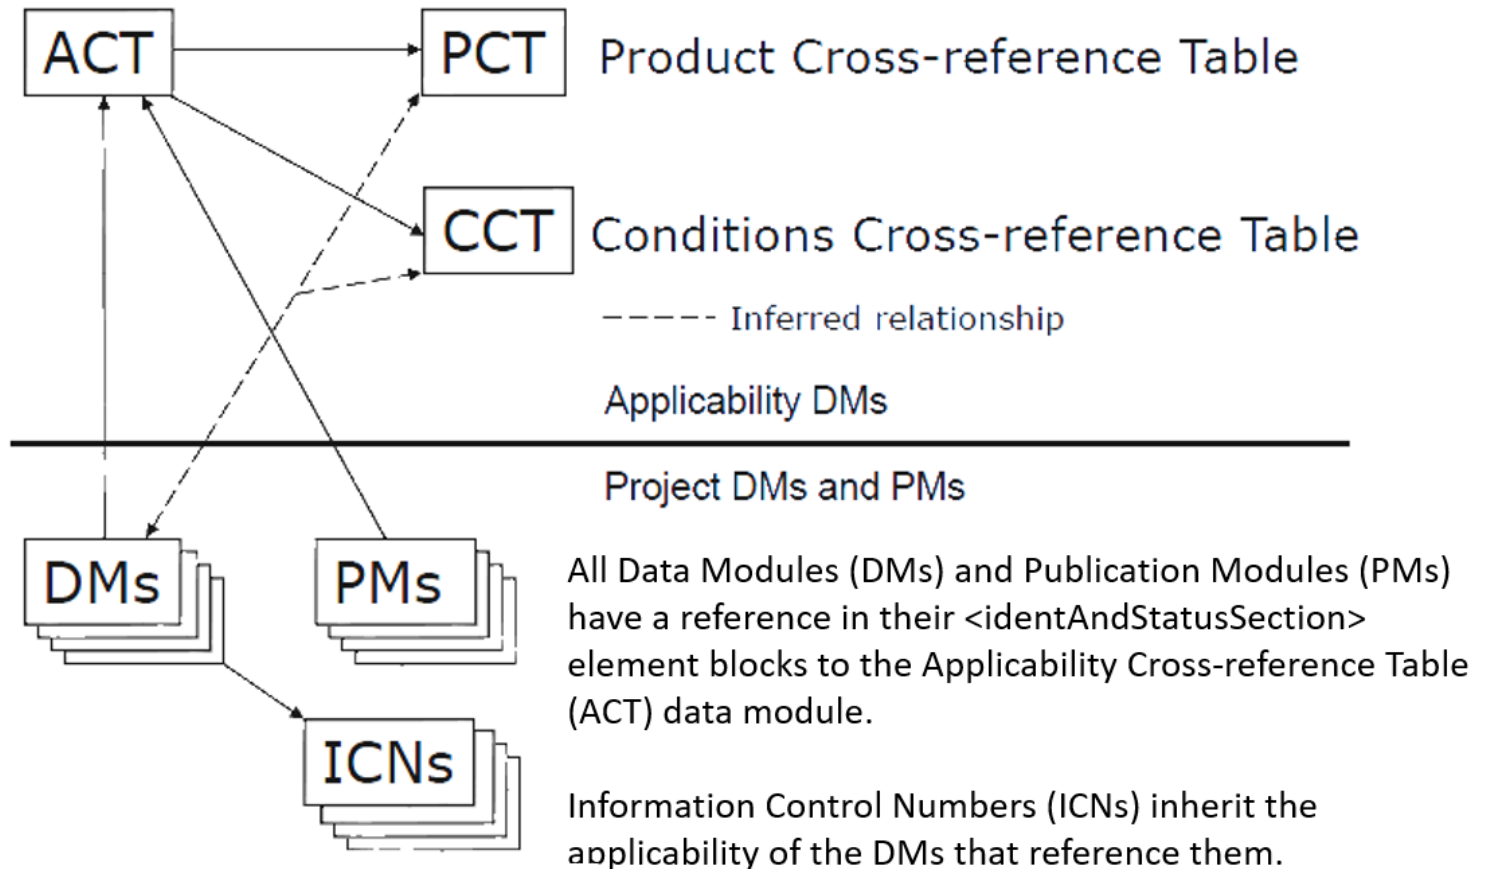 ACT
PCT
Product Cross-reference Table
CCT
Conditions Cross-reference Table
Inferred relationship
Applicability DMs
Project DMs and PMs
DMs
PMs
All Data Modules (DMs) and Publication Modules (PMs)
have a reference in their <identAndStatusSection>
element blocks to the Applicability Cross-reference Table
(ACT) data module.
ICNs
Information Control Numbers (ICNs) inherit the
applicability of the DMs that reference them.